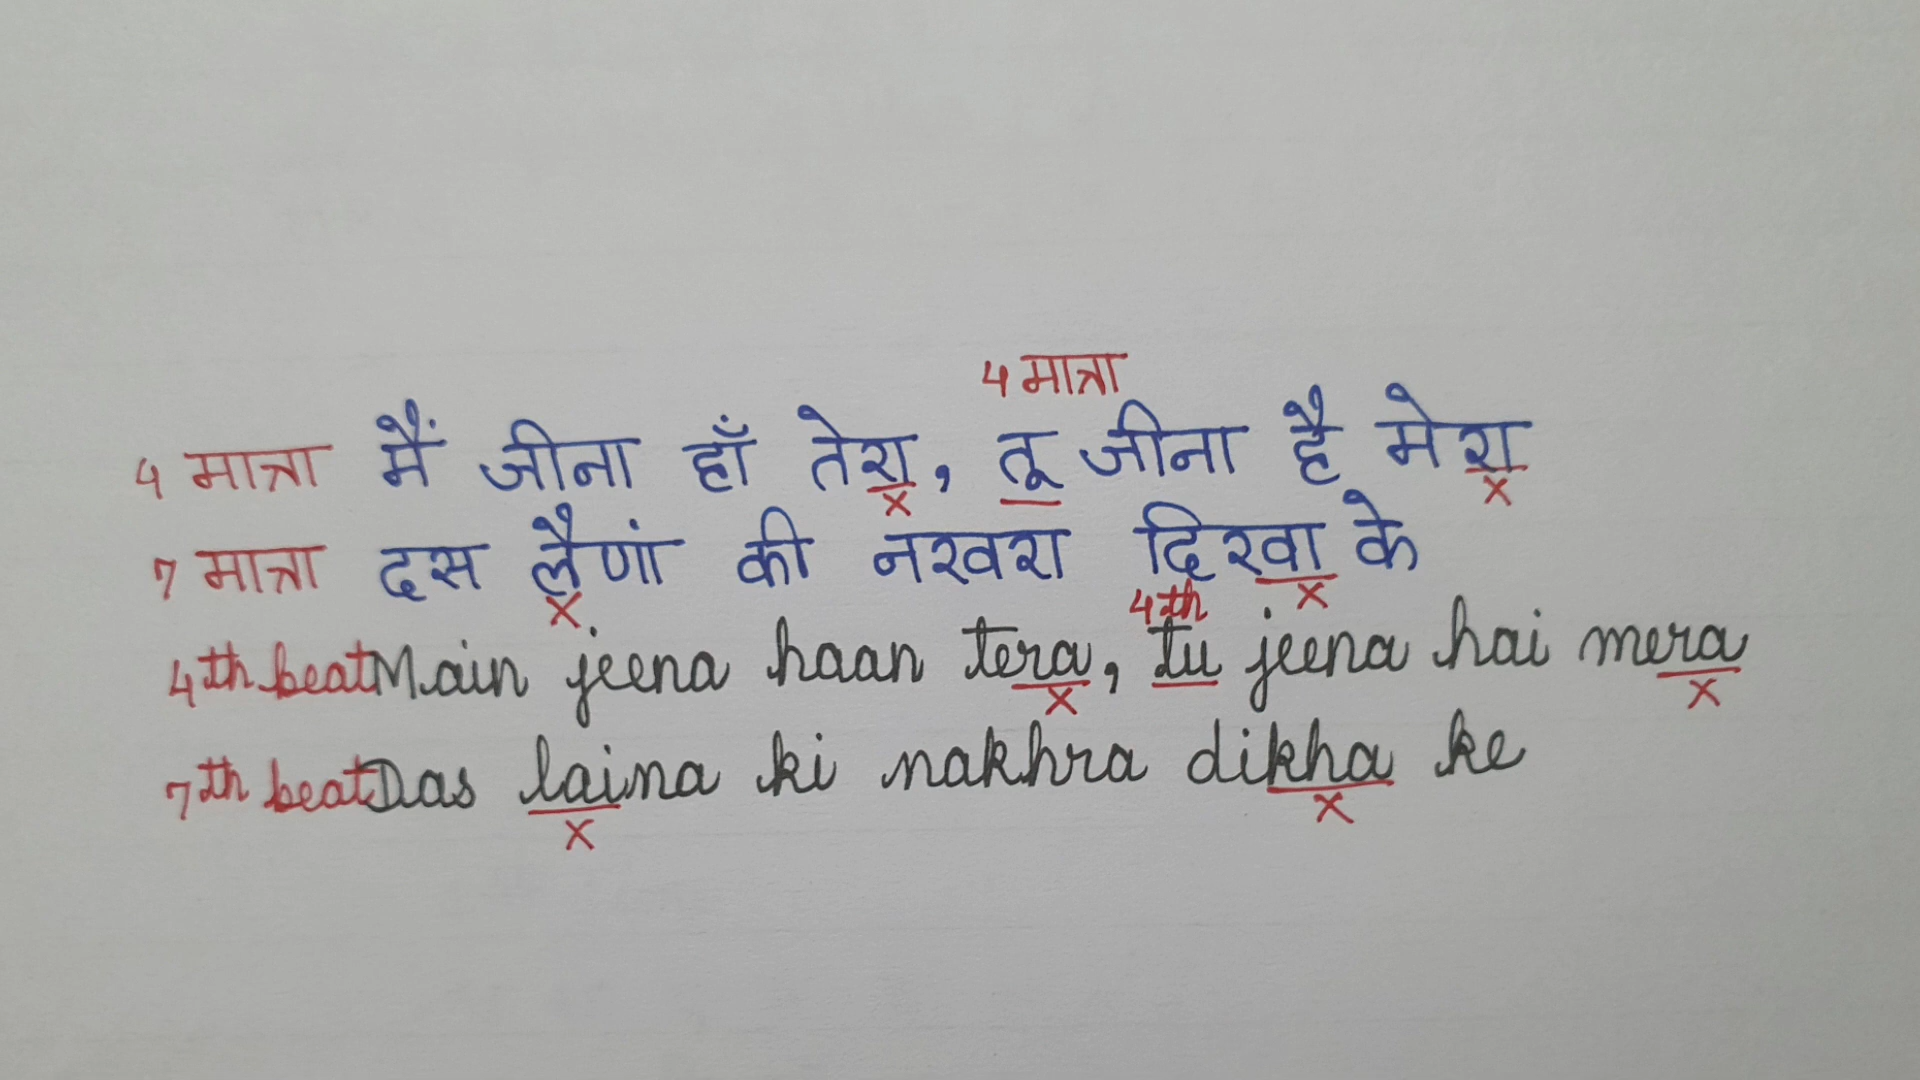 4 मात्रा
4 मात्रा मैं जीना हाँ तेरा, तू जीना है मेरा
x x
7 मात्रा दस लैणां की नखरा दिखा के
x x
4th
4th beat Main jeena haan tera, tu jeena hai mera
x x
7th beat Das laina ki nakhra dikha ke
x x